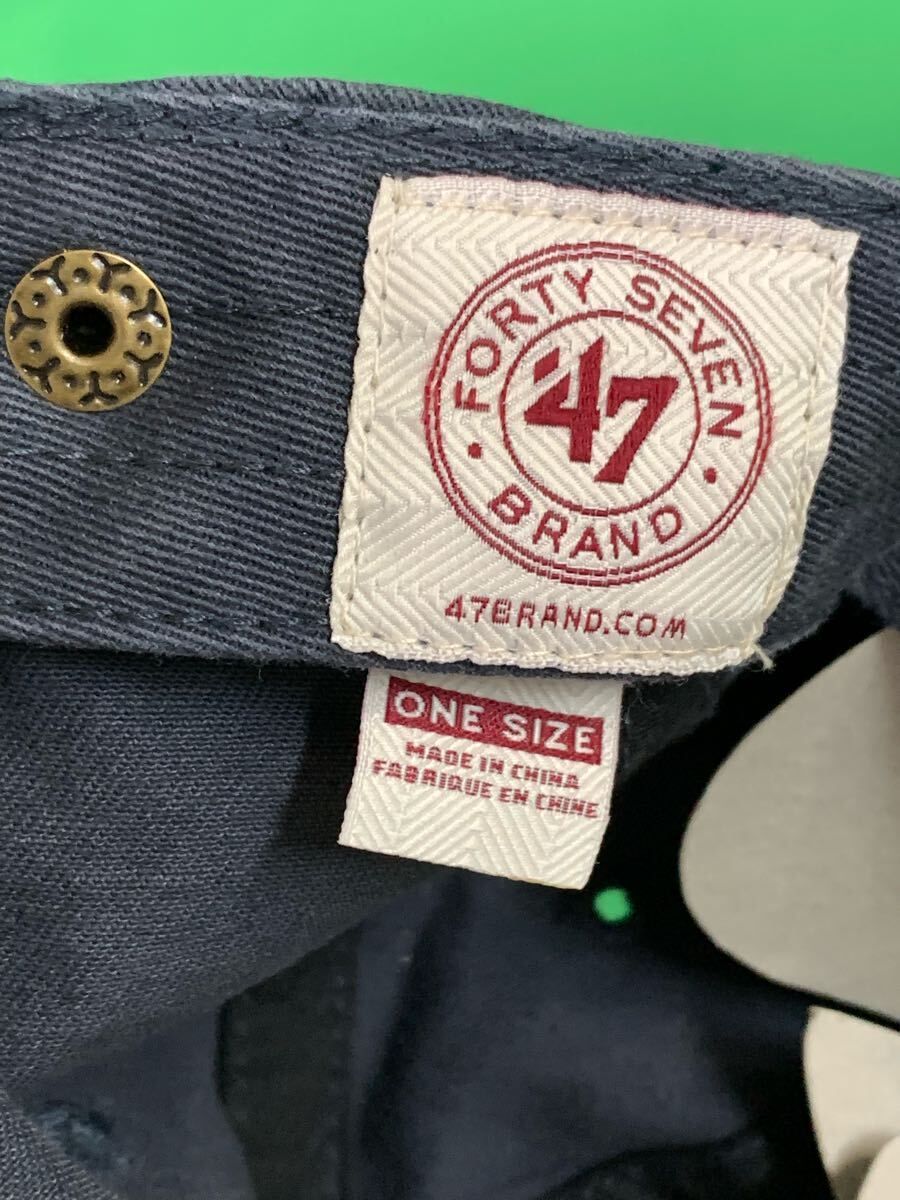 FORTY SEVEN
'47
BRAND
47BRAND.COM
ONE SIZE
MADE IN CHINA
FABRIQUE EN CHINE